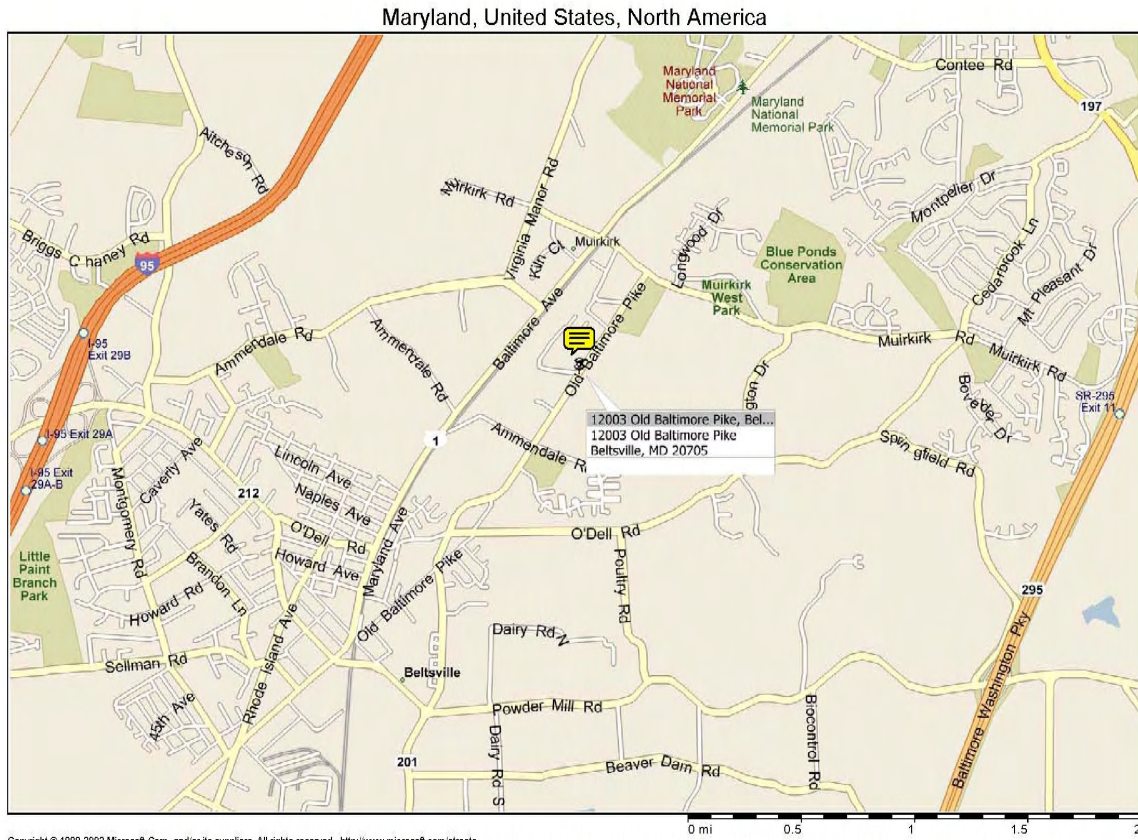 Maryland, United States, North America
Maryland
National
Memorial
Park
Maryland
National
Memorial Park
Contee Rd
197
Aitcheson Rd
Muirkirk Rd
Virginia Manor Rd
Montpelier Dr
Briggs Chaney Rd
95
Kiln Ct
Muirkirk
Longwood Dr
Blue Ponds
Conservation
Area
Cedarbrook Ln
Mt Pleasant Dr
Muirkirk
West
Park
I-95
Exit 29B
Ammendale Rd
Ammendale Rd
Baltimore Ave
Old Baltimore Pike
Muirkirk Rd
Muirkirk Rd
SR-295
Exit 11
12003 Old Baltimore Pike, Bel...
12003 Old Baltimore Pike
Beltsville, MD 20705
ington Dr
I-95 Exit 29A
1
Ammendale Rd
Springfield Rd
I-95 Exit
29A-B
Montgomery Rd
Caverly Ave
Lincoln Ave
212
Naples Ave
Yates Rd
O'Dell Rd
Maryland Ave
O'Dell Rd
Little
Paint
Branch
Park
Howard Ave
Brandon Ln
Old Baltimore Pike
Poultry Rd
295
Howard Rd
Rhode Island Ave
Dairy Rd N
Sellman Rd
Beltsville
45th Ave
Powder Mill Rd
Biocontrol Rd
Baltimore Washington Pky
Dairy Rd S
201
Beaver Dam Rd
0 mi 0.5 1 1.5 2